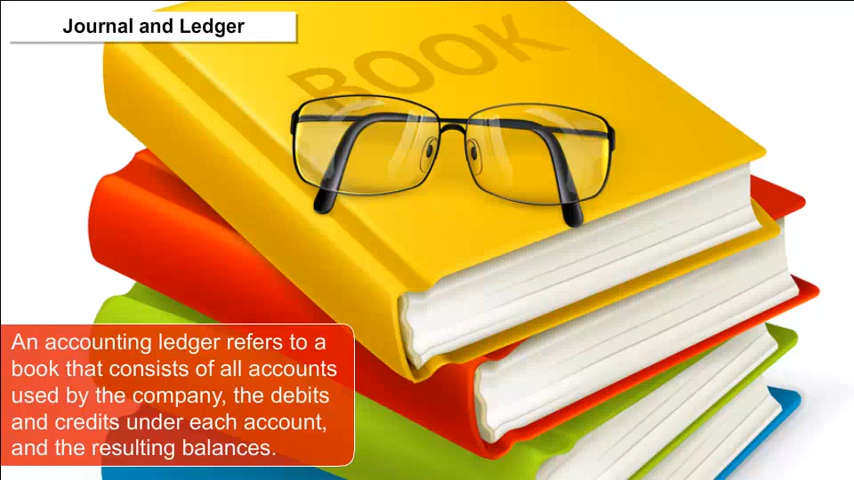 Journal and Ledger
BOOK
An accounting ledger refers to a
book that consists of all accounts
used by the company, the debits
and credits under each account,
and the resulting balances.